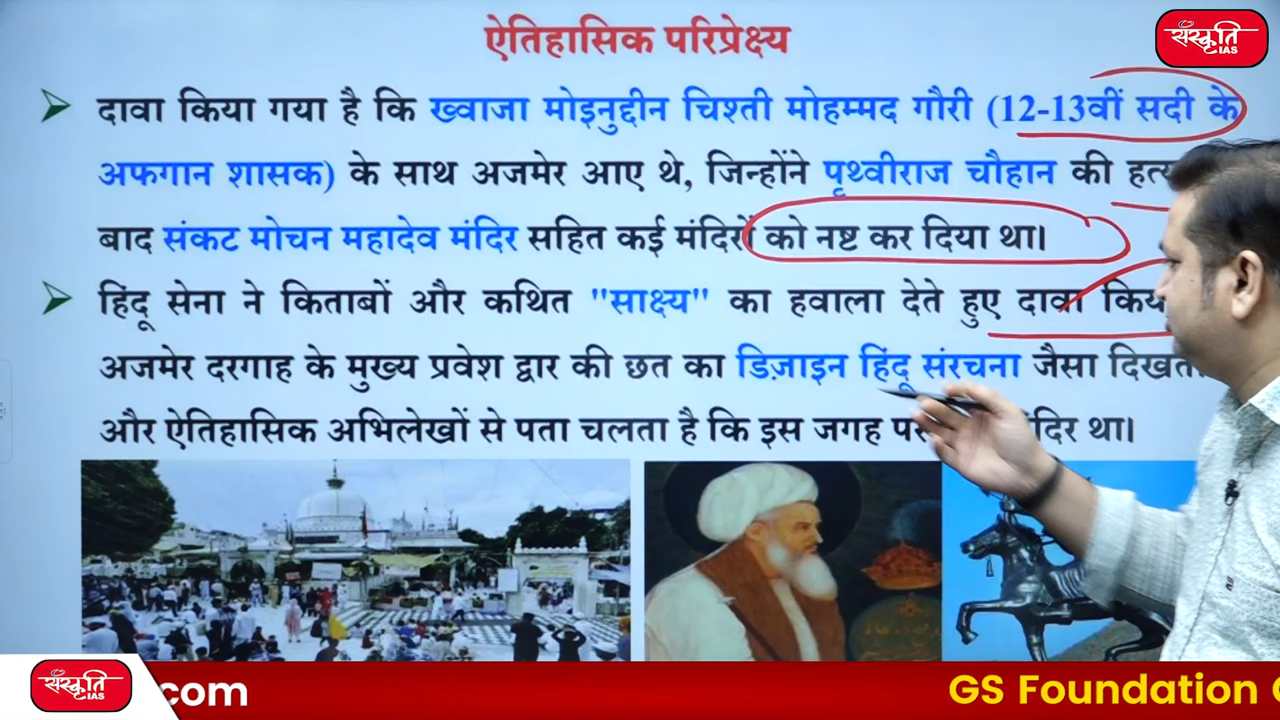 ऐतिहासिक परिप्रेक्ष्य
संस्कृति
IAS
दावा किया गया है कि ख्वाजा मोइनुद्दीन चिश्ती मोहम्मद गौरी (12-13वीं सदी के
अफगान शासक) के साथ अजमेर आए थे, जिन्होंने पृथ्वीराज चौहान की
बाद संकट मोचन महादेव मंदिर सहित कई मंदिरों को नष्ट कर दिया था।
हिंदू सेना ने किताबों और कथित "साक्ष्य" का हवाला देते हुए दावा
अजमेर दरगाह के मुख्य प्रवेश द्वार की छत का डिज़ाइन हिंदू संरचना जैसा
और ऐतिहासिक अभिलेखों से पता चलता है कि इस जगह था।
संस्कृति
IAS
.com
GS Foundation